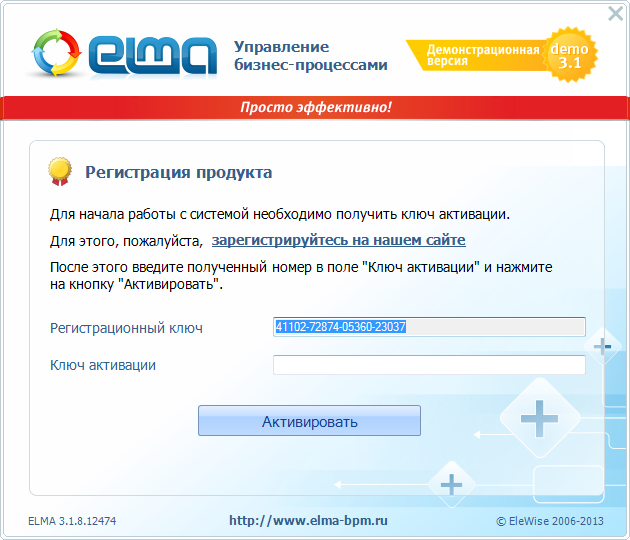 elma
Управление
бизнес-процессами
Демонстрационная
версия
demo
3.1
Просто эффективно!
Регистрация продукта
Для начала работы с системой необходимо получить ключ активации.
Для этого, пожалуйста, зарегистрируйтесь на нашем сайте
После этого введите полученный номер в поле "Ключ активации" и нажмите
на кнопку "Активировать".
Регистрационный ключ 41102-72874-05360-23037
Ключ активации
Активировать
ELMA 3.1.8.12474 http://www.elma-bpm.ru © EleWise 2006-2013